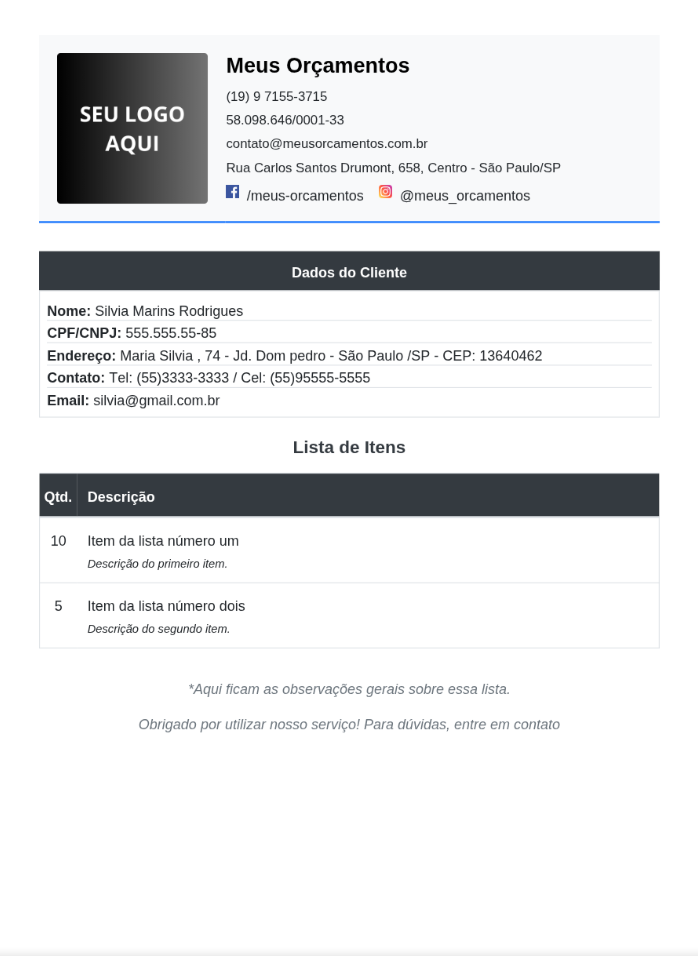 SEU LOGO
AQUI
Meus Orçamentos
(19) 9 7155-3715
58.098.646/0001-33
contato@meusorcamentos.com.br
Rua Carlos Santos Drumont, 658, Centro - São Paulo/SP
/meus-orcamentos @meus_orcamentos
Dados do Cliente
Nome: Silvia Marins Rodrigues
CPF/CNPJ: 555.555.55-85
Endereço: Maria Silvia , 74 - Jd. Dom pedro - São Paulo /SP - CEP: 13640462
Contato: Tel: (55)3333-3333 / Cel: (55)95555-5555
Email: silvia@gmail.com.br
Lista de Itens
Qtd. Descrição
10 Item da lista número um
Descrição do primeiro item.
5 Item da lista número dois
Descrição do segundo item.
*Aqui ficam as observações gerais sobre essa lista.
Obrigado por utilizar nosso serviço! Para dúvidas, entre em contato